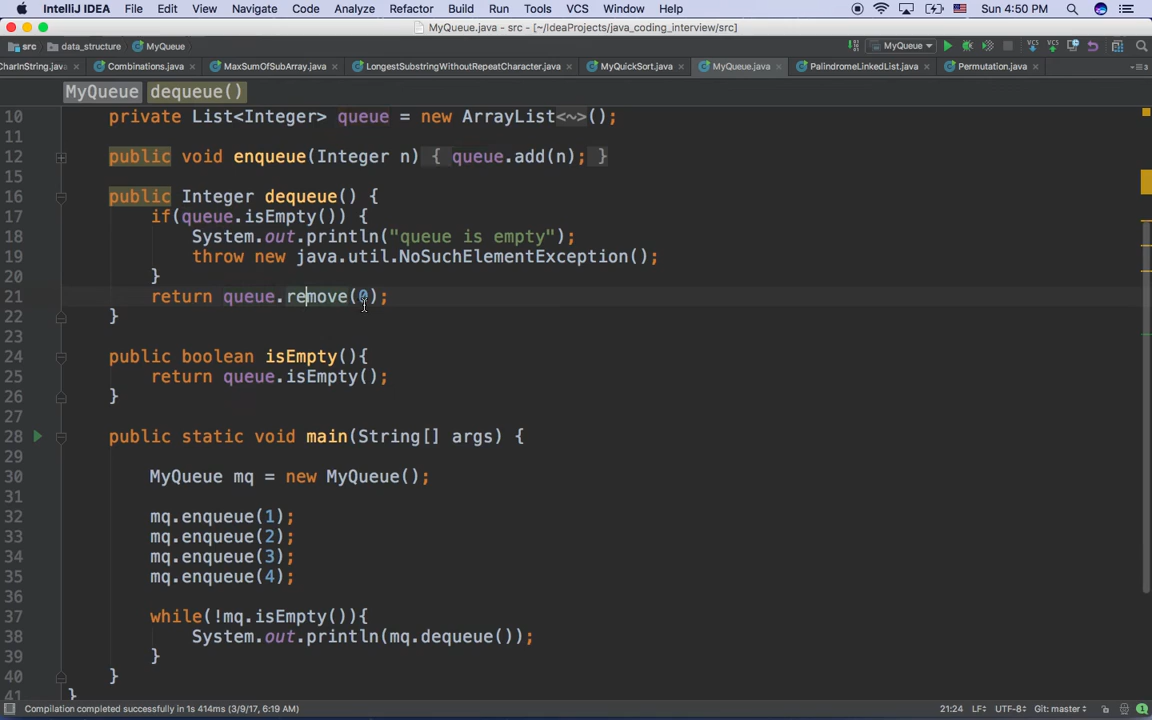 IntelliJ IDEA File Edit View Navigate Code Analyze Refactor Build Run Tools VCS Window Help Sun 4:50 PM
MyQueue.java - src - [~/IdeaProjects/java_coding_interview/src]
src data_structure MyQueue MyQueue
CharInString.java Combinations.java MaxSumOfSubArray.java LongestSubstringWithoutRepeatCharacter.java MyQuickSort.java MyQueue.java PalindromeLinkedList.java Permutation.java
MyQueue dequeue()
10 private List<Integer> queue = new ArrayList<~>();
11
12 public void enqueue(Integer n) { queue.add(n); }
15
16 public Integer dequeue() {
17 if(queue.isEmpty()) {
18 System.out.println("queue is empty");
19 throw new java.util.NoSuchElementException();
20 }
21 return queue.remove(0);
22 }
23
24 public boolean isEmpty(){
25 return queue.isEmpty();
26 }
27
28 public static void main(String[] args) {
29
30 MyQueue mq = new MyQueue();
31
32 mq.enqueue(1);
33 mq.enqueue(2);
34 mq.enqueue(3);
35 mq.enqueue(4);
36
37 while(!mq.isEmpty()){
38 System.out.println(mq.dequeue());
39 }
40 }
41 }
Compilation completed successfully in 1s 414ms (3/9/17, 6:19 AM) 21:24 LF÷ UTF-8÷ Git: master÷ 1